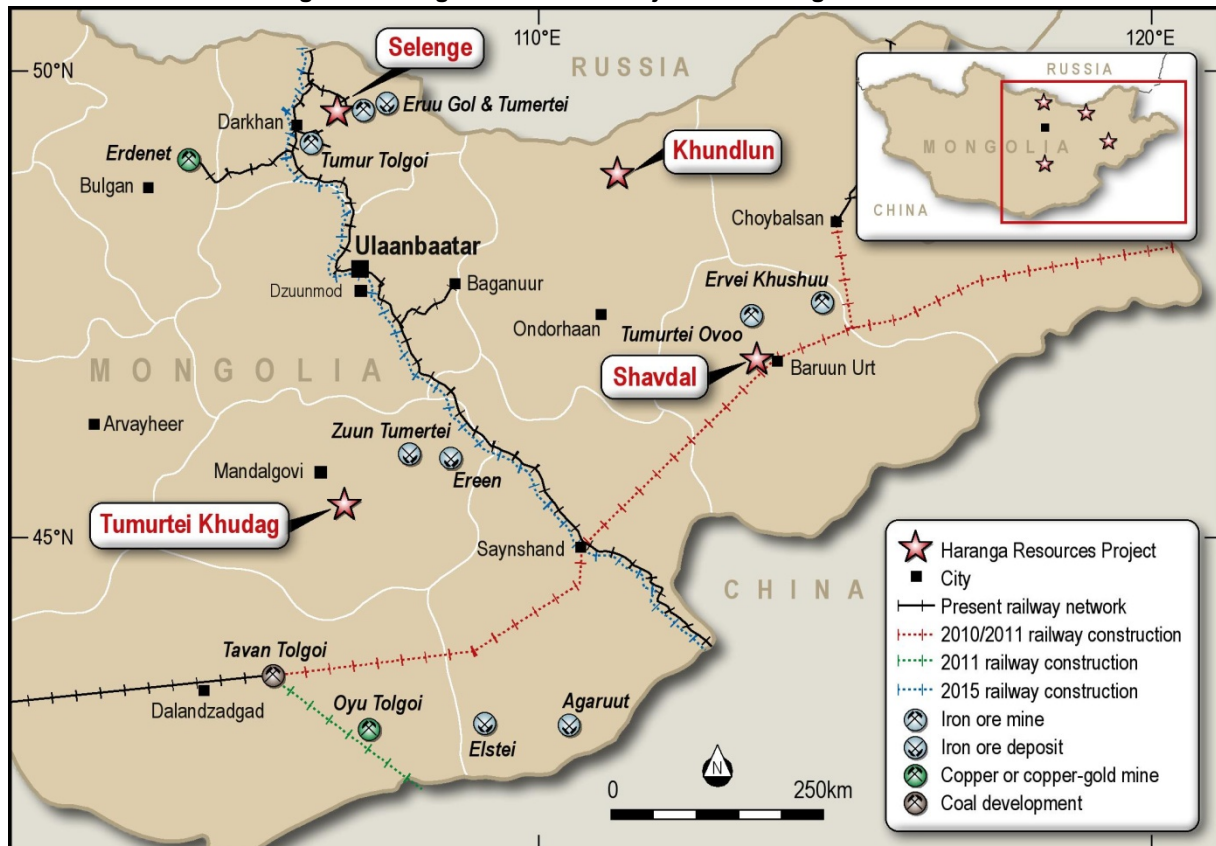 110°E
120°E
50°N
Selenge
RUSSIA
RUSSIA
MONGOLIA
CHINA
Eruu Gol & Tumertei
Darkhan
Tumur Tolgoi
Erdenet
Bulgan
Khundlun
Choybalsan
Ulaanbaatar
Dzuunmod
Baganuur
Ervei Khushuu
Ondorhaan
Tumurtei Ovoo
MONGOLIA
Shavdal
Baruun Urt
Arvayheer
Zuun Tumertei
Mandalgovi
Ereen
Tumurtei Khudag
45°N
Saynshand
CHINA
Tavan Tolgoi
Dalandzadgad
Oyu Tolgoi
Elstei
Agaruut
N
0 250km
Haranga Resources Project
City
Present railway network
2010/2011 railway construction
2011 railway construction
2015 railway construction
Iron ore mine
Iron ore deposit
Copper or copper-gold mine
Coal development